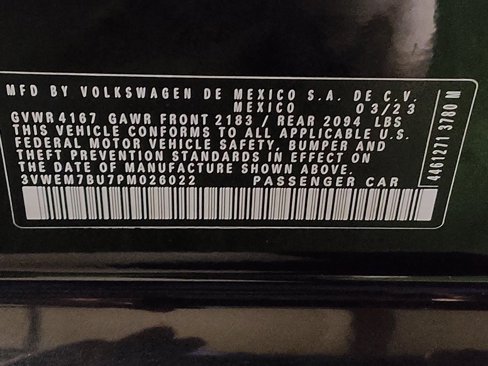 MFD BY VOLKSWAGEN DE MEXICO S.A. DE C.V.
MEXICO 03/23
GVWR 4167 GAWR FRONT 2183 / REAR 2094 LBS
THIS VEHICLE CONFORMS TO ALL APPLICABLE U.S.
FEDERAL MOTOR VEHICLE SAFETY, BUMPER AND
THEFT PREVENTION STANDARDS IN EFFECT ON
THE DATE OF MANUFACTURE SHOWN ABOVE.
3VWEM7BU7PM026022 PASSENGER CAR
4461271 3780 M